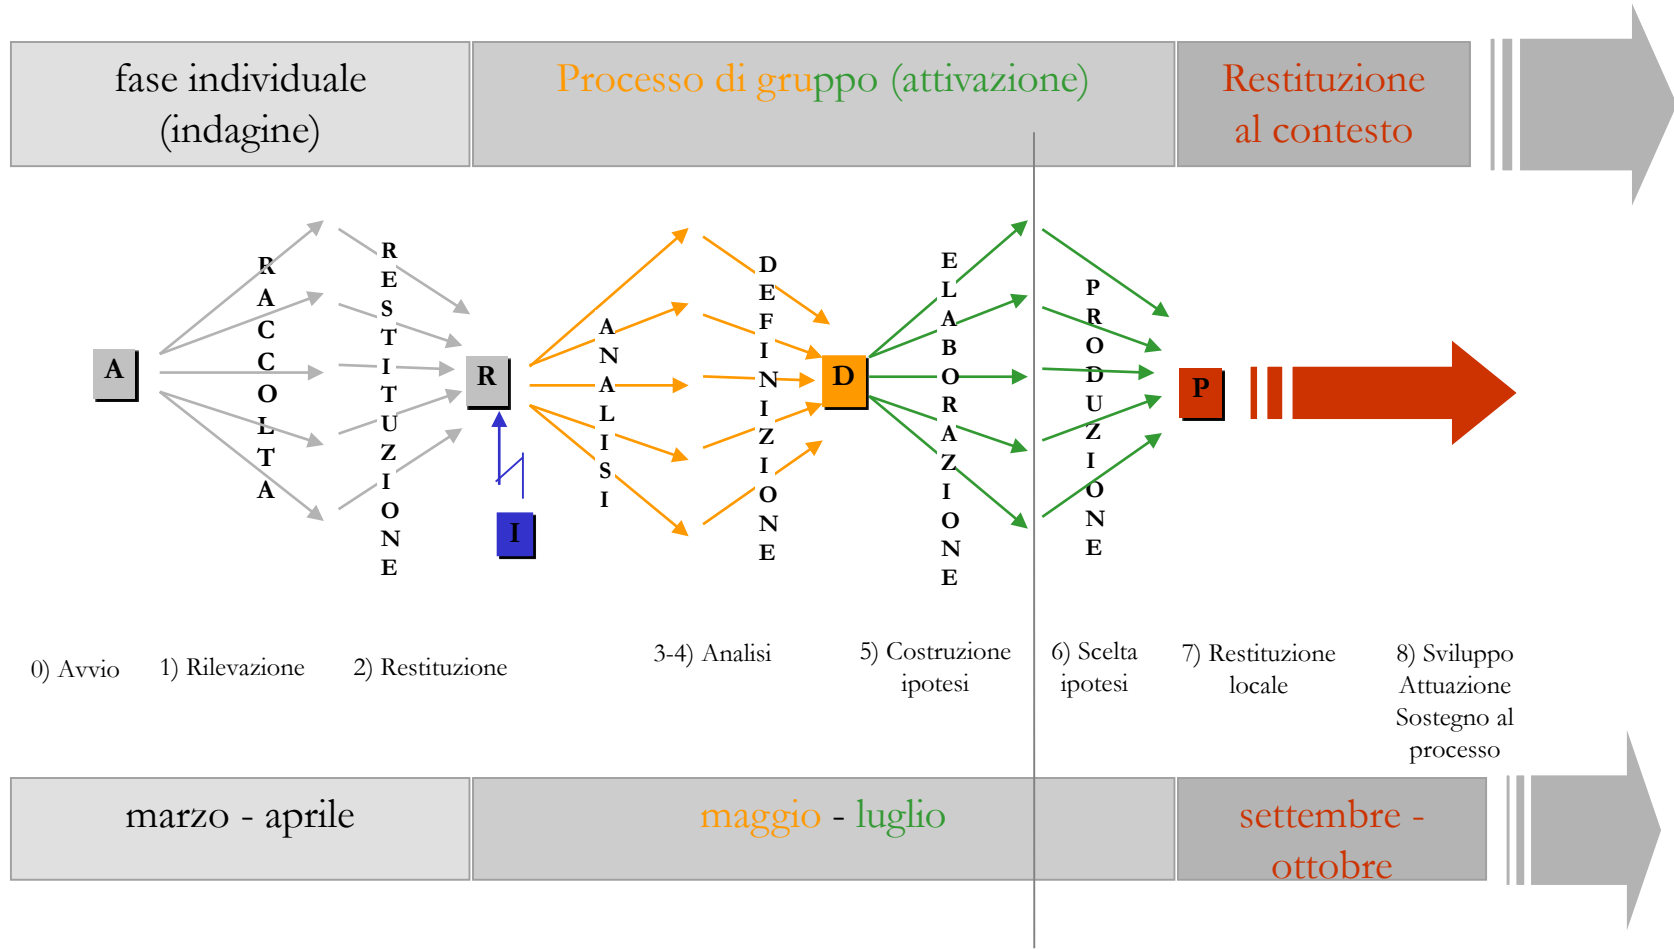 fase individuale
(indagine)
Processo di gruppo (attivazione)
Restituzione
al contesto
RACCOLTA
RESTITUZIONE
ANALISI
DEFINIZIONE
ELABORAZIONE
PRODUZIONE
A
R
I
D
P
0) Avvio
1) Rilevazione
2) Restituzione
3-4) Analisi
5) Costruzione
ipotesi
6) Scelta
ipotesi
7) Restituzione
locale
8) Sviluppo
Attuazione
Sostegno al
processo
marzo - aprile
maggio - luglio
settembre -
ottobre